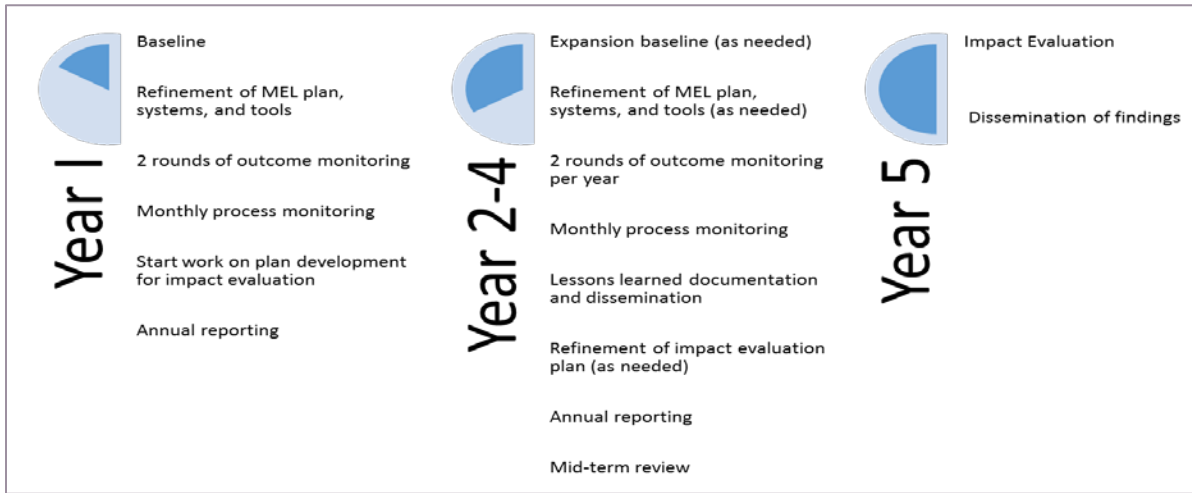 Year I
Baseline
Refinement of MEL plan,
systems, and tools
2 rounds of outcome monitoring
Monthly process monitoring
Start work on plan development
for impact evaluation
Annual reporting
Year 2-4
Expansion baseline (as needed)
Refinement of MEL plan,
systems, and tools (as needed)
2 rounds of outcome monitoring
per year
Monthly process monitoring
Lessons learned documentation
and dissemination
Refinement of impact evaluation
plan (as needed)
Annual reporting
Mid-term review
Year 5
Impact Evaluation
Dissemination of findings